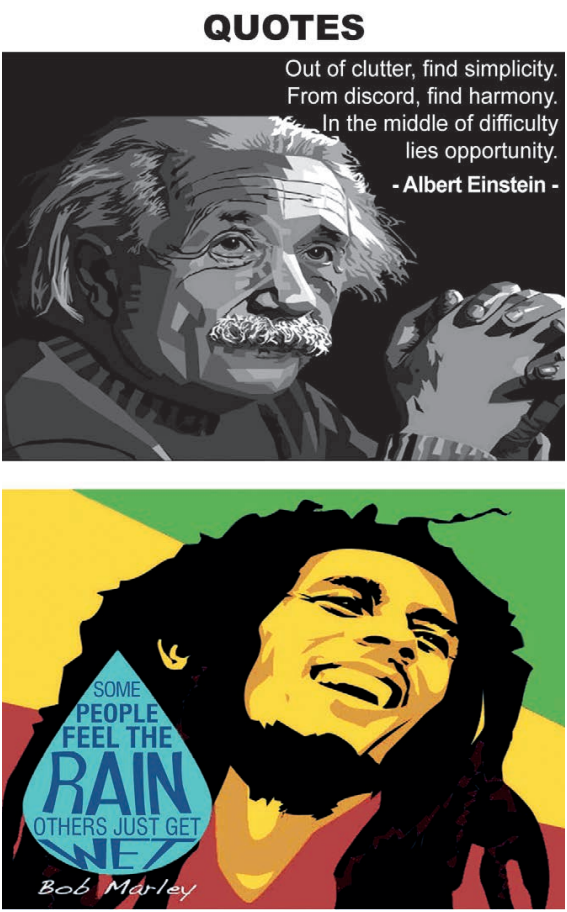 QUOTES
Out of clutter, find simplicity.
From discord, find harmony.
In the middle of difficulty
lies opportunity.
- Albert Einstein -
SOME
PEOPLE
FEEL THE
RAIN
OTHERS JUST GET
WET
Bob Marley